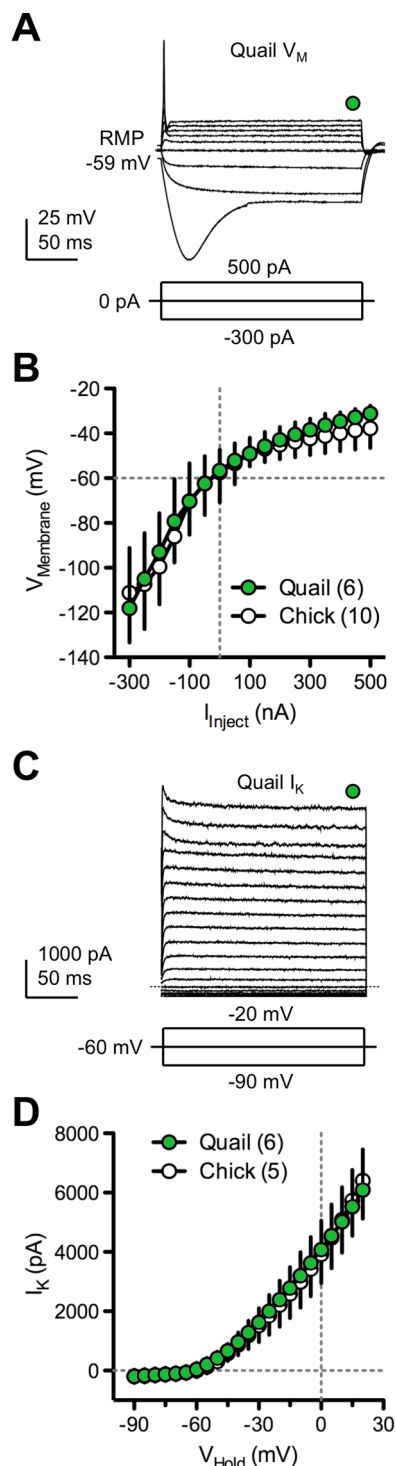 A
Quail VM
RMP
-59 mV
25 mV
50 ms
500 pA
0 pA
-300 pA
B
-20
-40
-60
-80
-100
-120
-140
VMembrane (mV)
Quail (6)
Chick (10)
-300
-100
100
300
500
IInject (nA)
C
Quail IK
1000 pA
50 ms
-20 mV
-60 mV
-90 mV
D
8000
6000
4000
2000
0
IK (pA)
Quail (6)
Chick (5)
-90
-60
-30
0
30
VHold (mV)